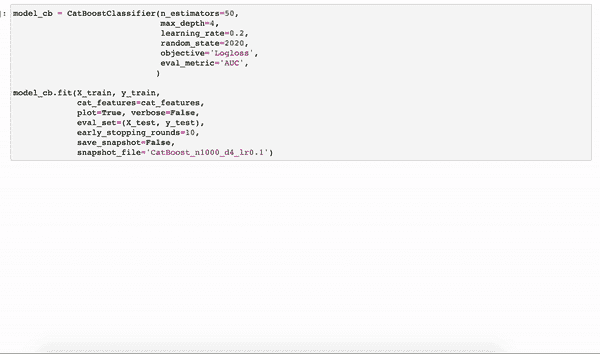 ]:
model_cb = CatBoostClassifier(n_estimators=50,
max_depth=4,
learning_rate=0.2,
random_state=2020,
objective='Logloss',
eval_metric='AUC',
)
model_cb.fit(X_train, y_train,
cat_features=cat_features,
plot=True, verbose=False,
eval_set=(X_test, y_test),
early_stopping_rounds=10,
save_snapshot=False,
snapshot_file='CatBoost_n1000_d4_lr0.1')